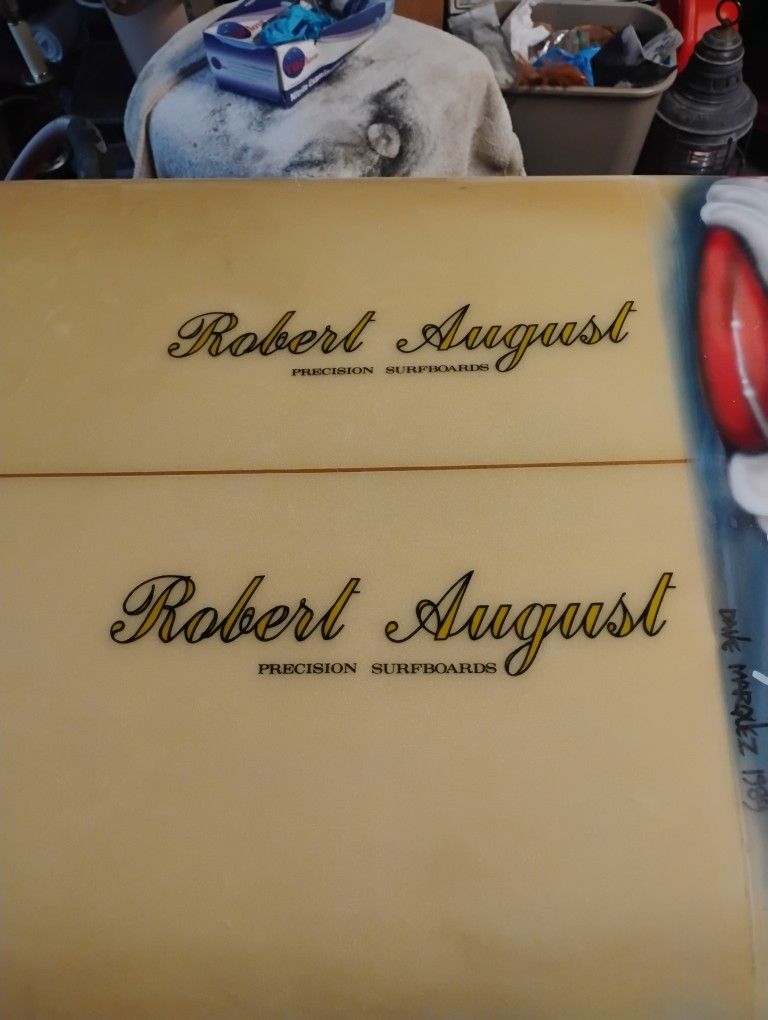 Robert August
PRECISION SURFBOARDS
Robert August
PRECISION SURFBOARDS
DAVE MARQUEZ 1989